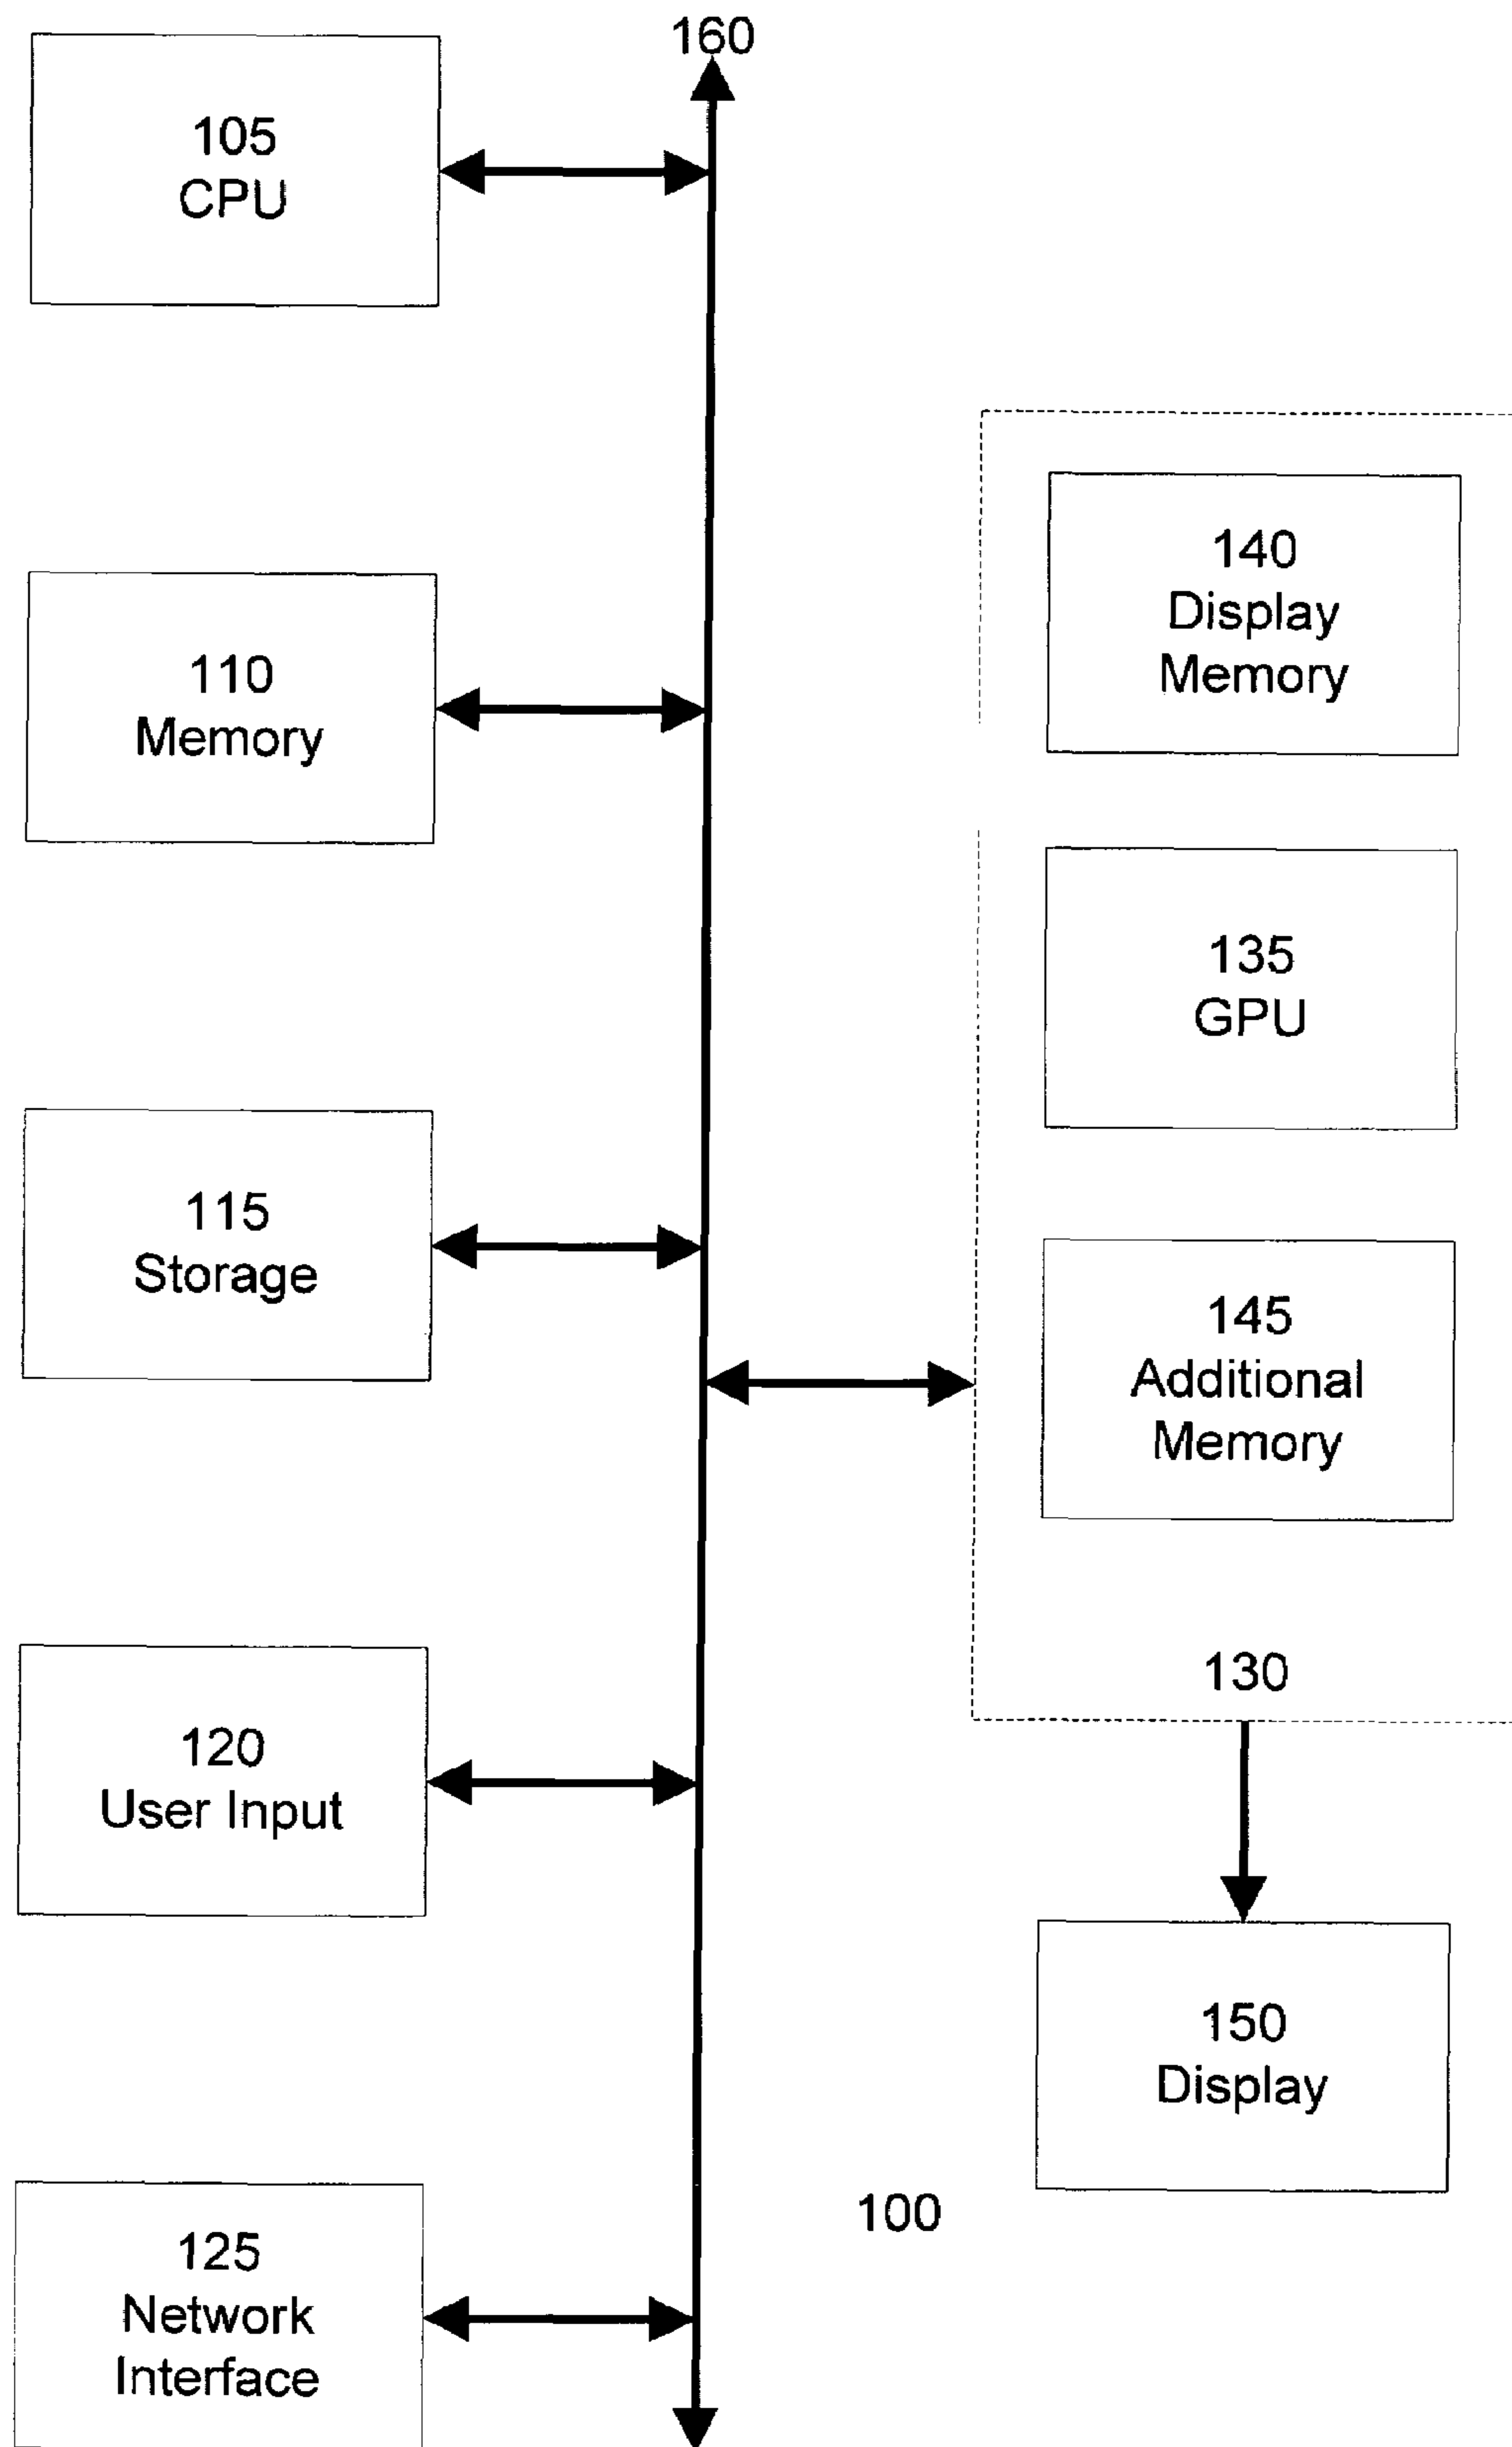 160
105
CPU
110
Memory
115
Storage
120
User Input
125
Network
Interface
140
Display
Memory
135
GPU
145
Additional
Memory
130
150
Display
100